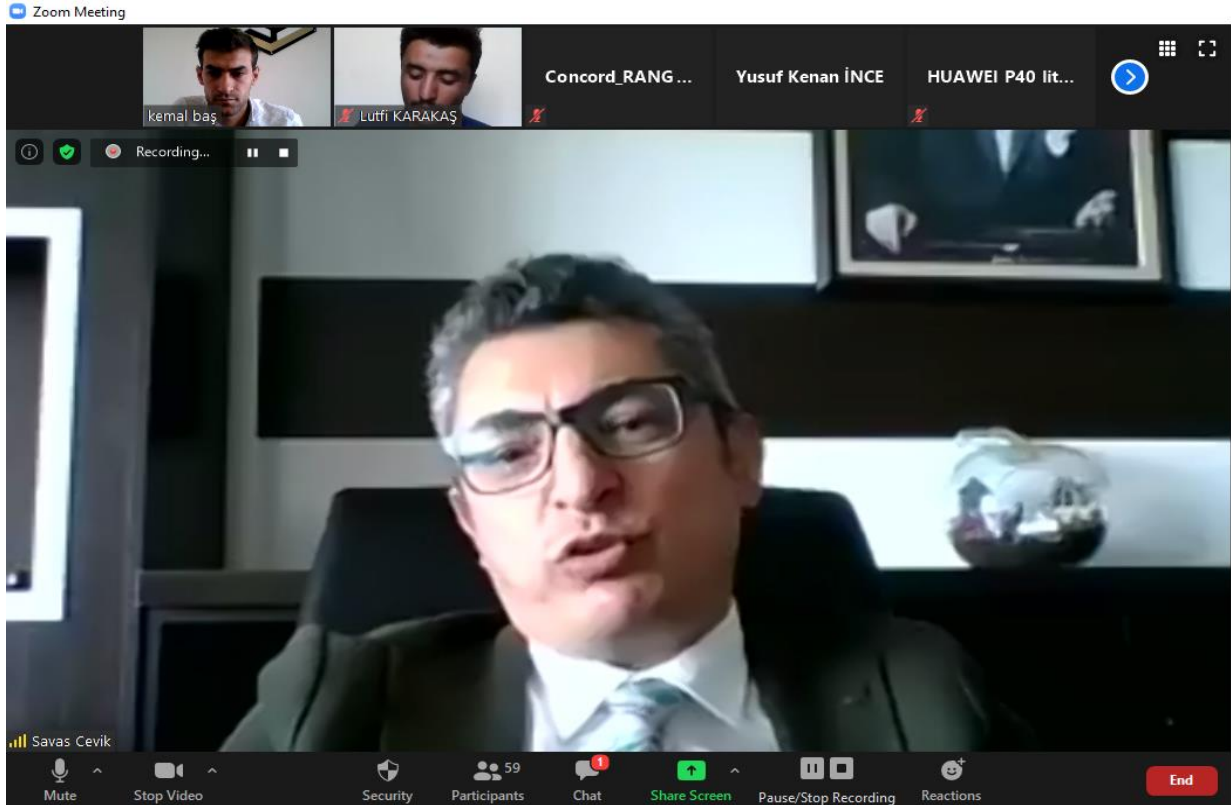 Zoom Meeting
kemal baş
Lutfi KARAKAŞ
Concord_RANG...
Yusuf Kenan İNCE
HUAWEI P40 lit...
Recording...
Savas Cevik
Mute
Stop Video
Security
Participants
59
Chat
1
Share Screen
Pause/Stop Recording
Reactions
End